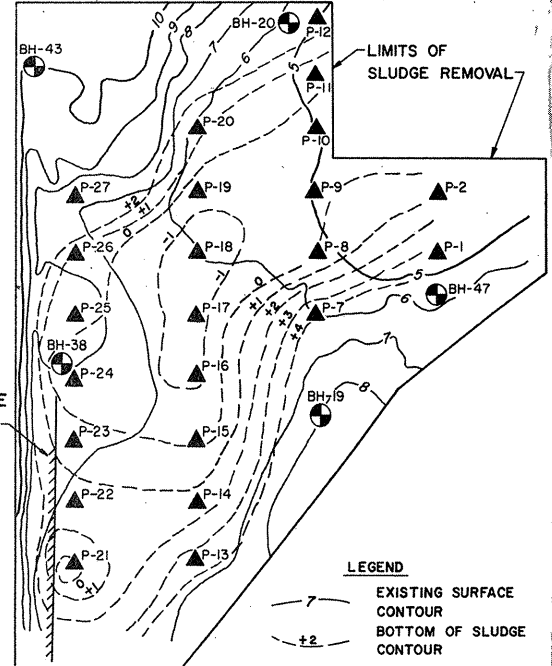 10
9
8
7
6
BH-20
P-12
BH-43
LIMITS OF
SLUDGE REMOVAL
5
P-11
P-20
P-10
P-27
+2
+1
0
P-19
P-9
P-2
P-26
P-18
-1
-1
P-8
P-1
0
+1
+2
+3
+4
5
P-25
P-17
P-7
6
BH-47
BH-38
7
P-24
P-16
8
E
BH-19
P-23
P-15
P-22
P-14
P-21
0
+1
P-13
LEGEND
7
EXISTING SURFACE
CONTOUR
+2
BOTTOM OF SLUDGE
CONTOUR